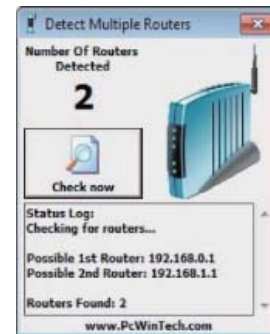 Detect Multiple Routers
Number Of Routers
Detected
2
Check now
Status Log:
Checking for routers...
Possible 1st Router: 192.168.0.1
Possible 2nd Router: 192.168.1.1
Routers Found: 2
www.PcWinTech.com